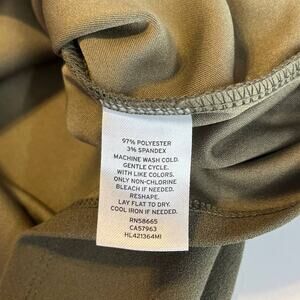 97% POLYESTER
3% SPANDEX
MACHINE WASH COLD.
GENTLE CYCLE.
WITH LIKE COLORS.
ONLY NON-CHLORINE
BLEACH IF NEEDED.
RESHAPE.
LAY FLAT TO DRY.
COOL IRON IF NEEDED.
RN58665
CA57963
HL421364MI